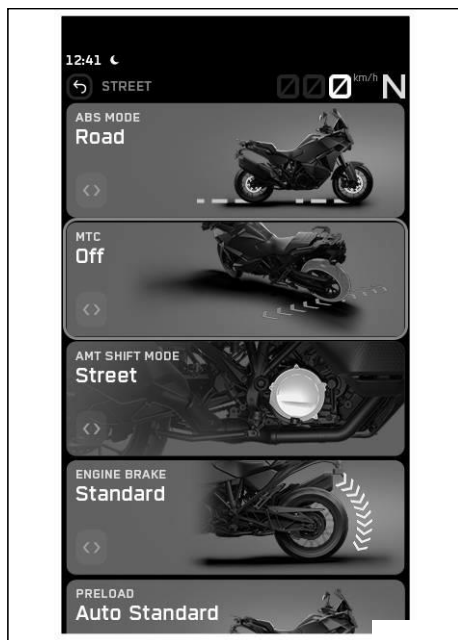 12:41
STREET
000 km/h N
ABS MODE
Road
MTC
Off
AMT SHIFT MODE
Street
ENGINE BRAKE
Standard
PRELOAD
Auto Standard